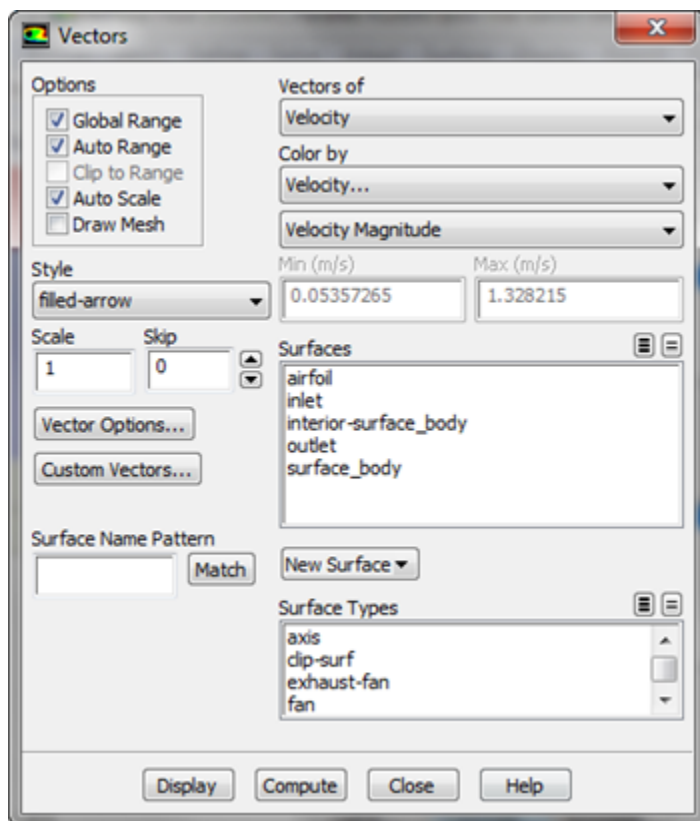 Vectors
Options
Global Range
Auto Range
Clip to Range
Auto Scale
Draw Mesh
Style
filled-arrow
Scale Skip
1 0
Vector Options...
Custom Vectors...
Surface Name Pattern
Match
Vectors of
Velocity
Color by
Velocity...
Velocity Magnitude
Min (m/s) Max (m/s)
0.05357265 1.328215
Surfaces
airfoil
inlet
interior-surface_body
outlet
surface_body
New Surface
Surface Types
axis
clip-surf
exhaust-fan
fan
Display Compute Close Help